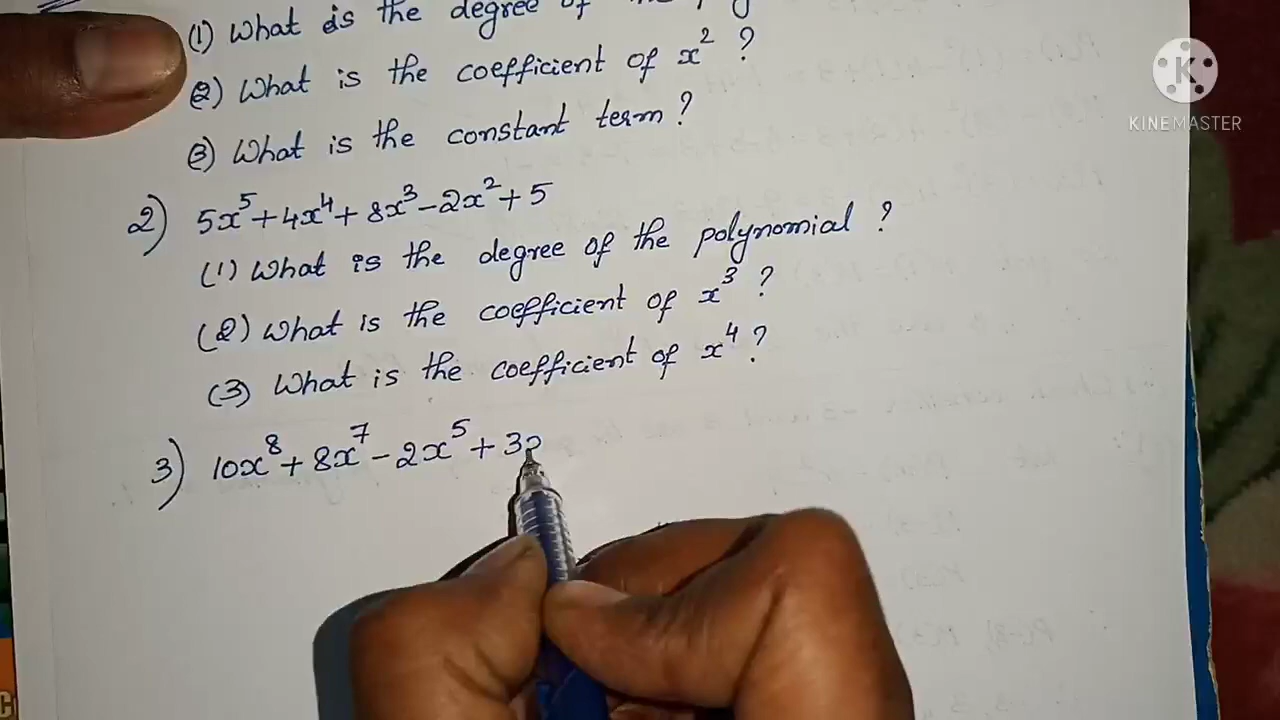 (1) What is the degree of the
(2) What is the coefficient of x² ?
(3) What is the constant term ?
2) 5x⁵ + 4x⁴ + 8x³ - 2x² + 5
(1) What is the degree of the polynomial ?
(2) What is the coefficient of x³ ?
(3) What is the coefficient of x⁴ ?
3) 10x⁸ + 8x⁷ - 2x⁵ + 3
K
KINEMASTER